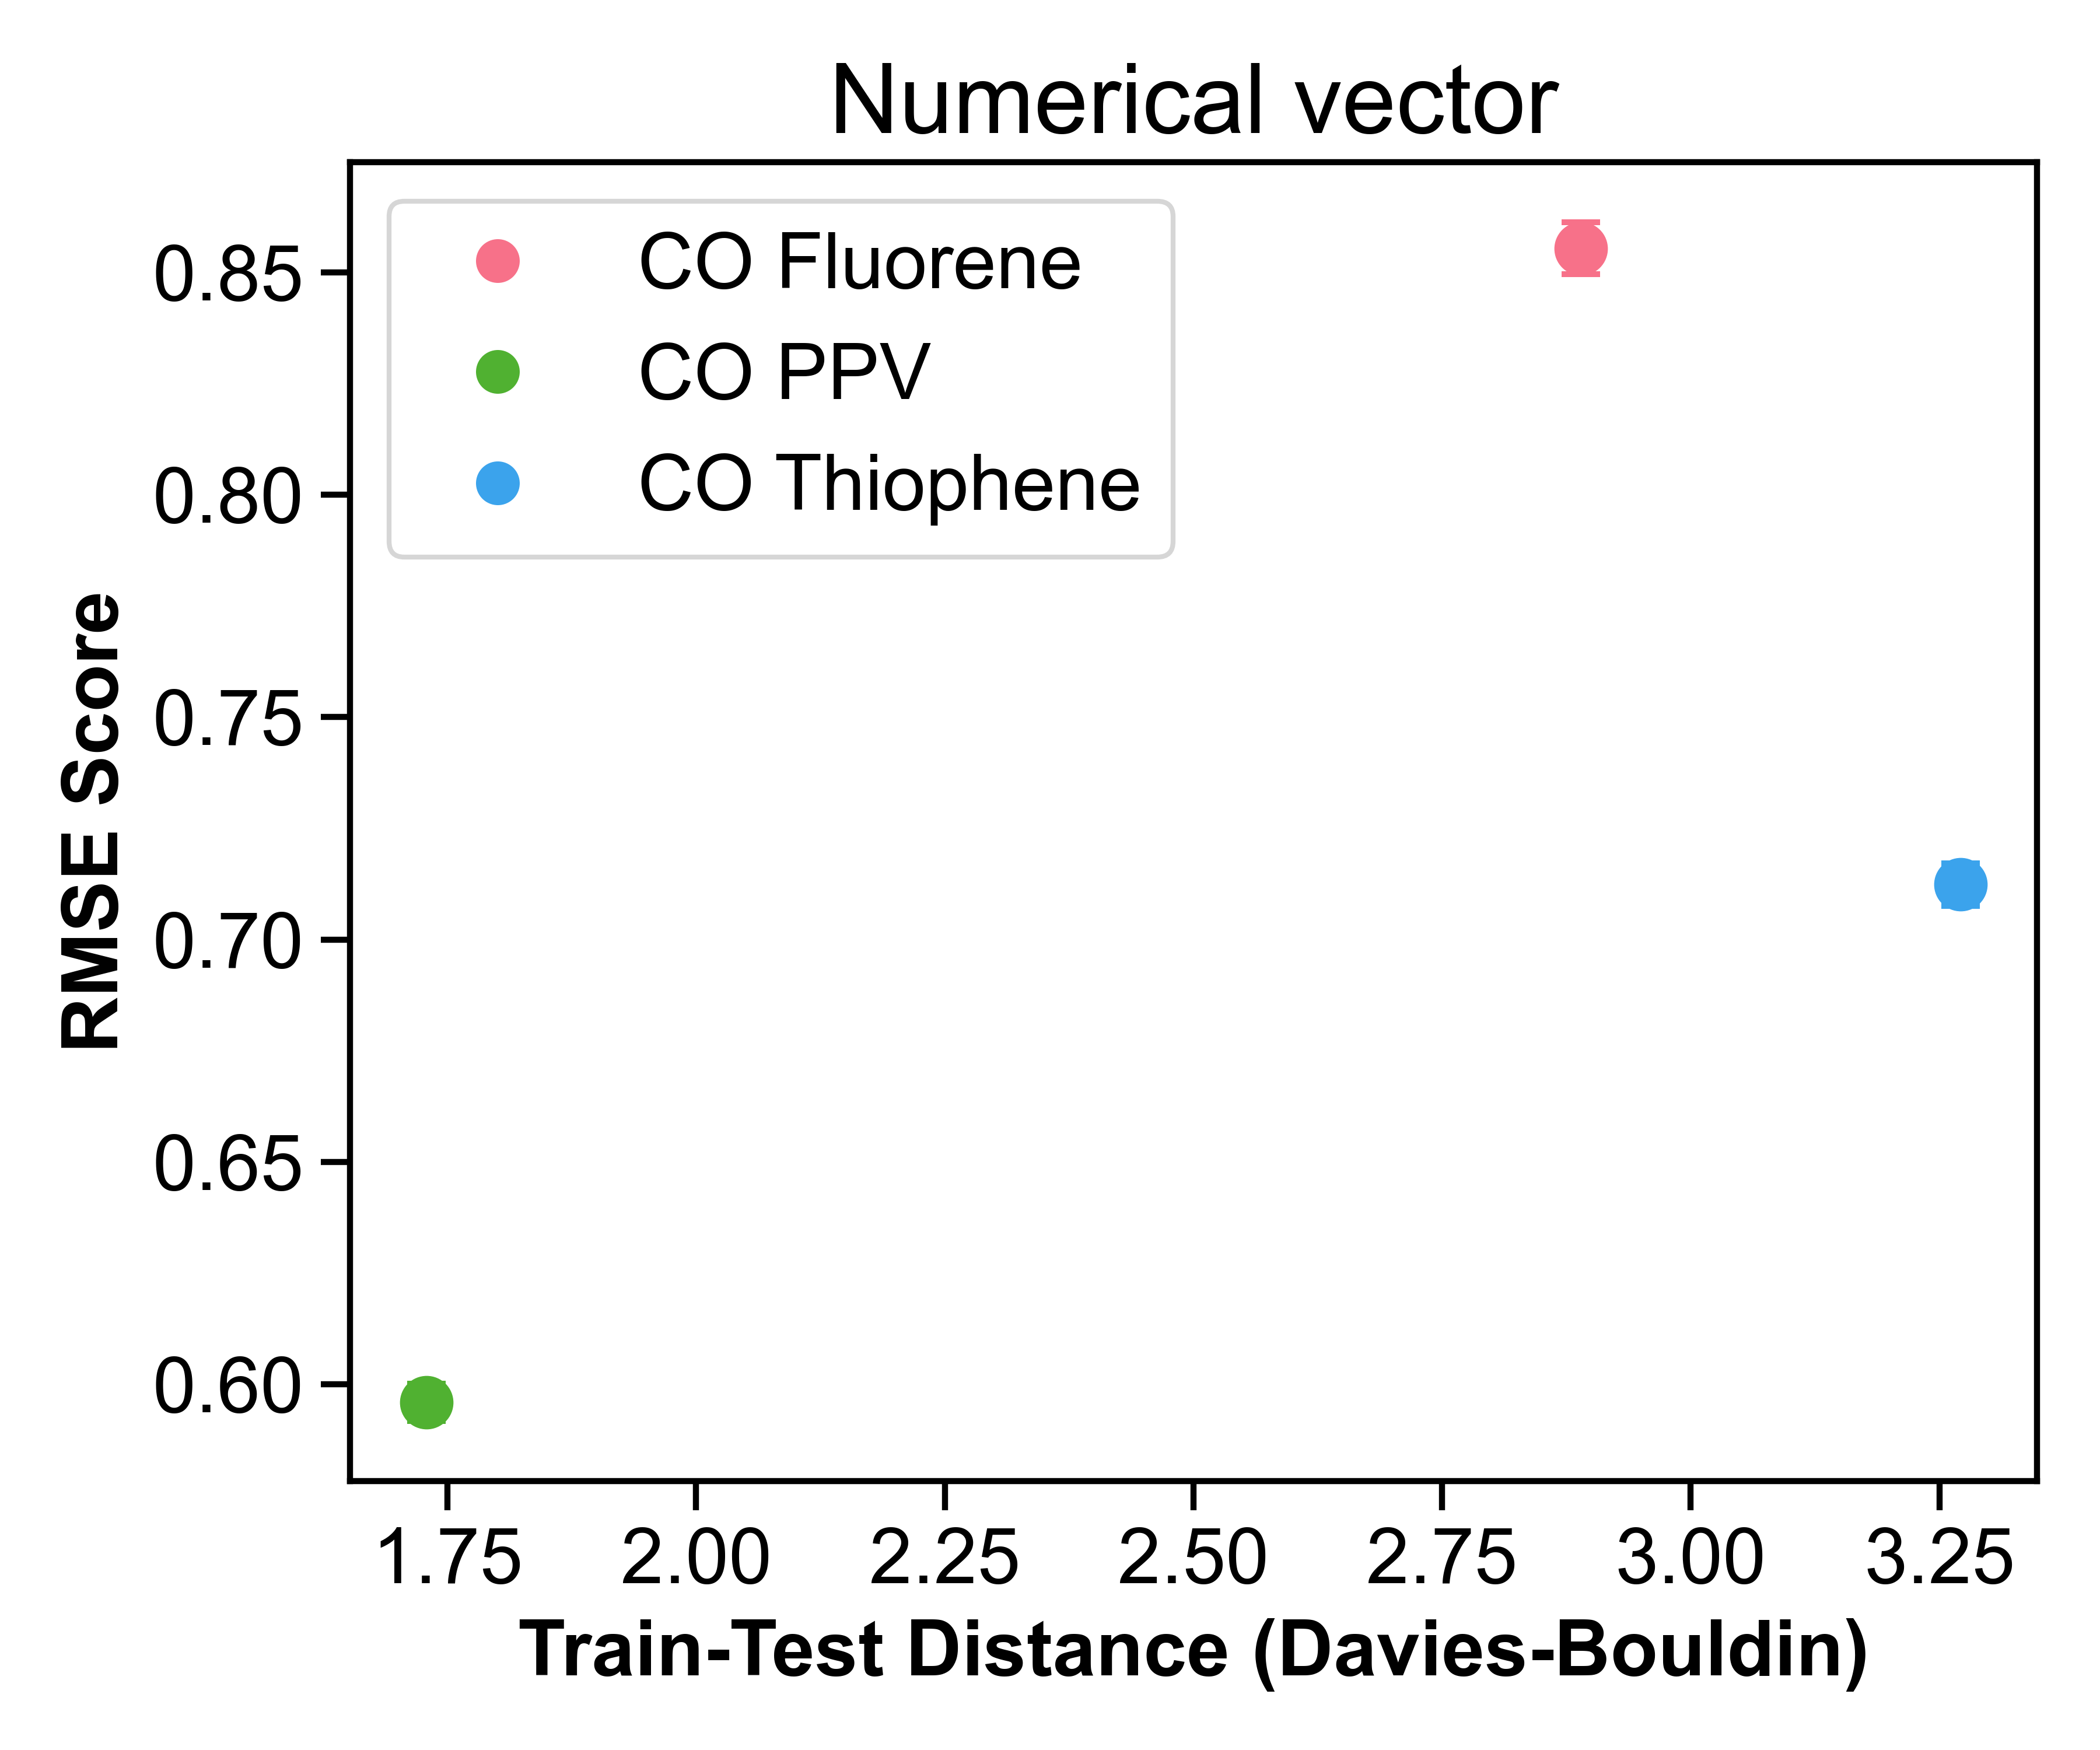 Numerical vector
CO Fluorene
CO PPV
CO Thiophene
0.85
0.80
0.75
0.70
0.65
0.60
RMSE Score
1.75 2.00 2.25 2.50 2.75 3.00 3.25
Train-Test Distance (Davies-Bouldin)